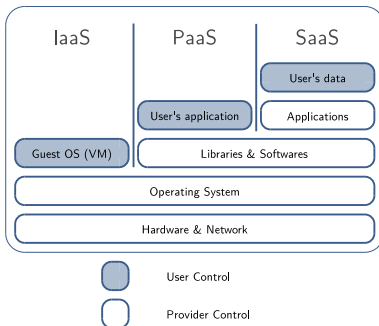 IaaS PaaS SaaS
User's data
User's application Applications
Guest OS (VM) Libraries & Softwares
Operating System
Hardware & Network
User Control
Provider Control